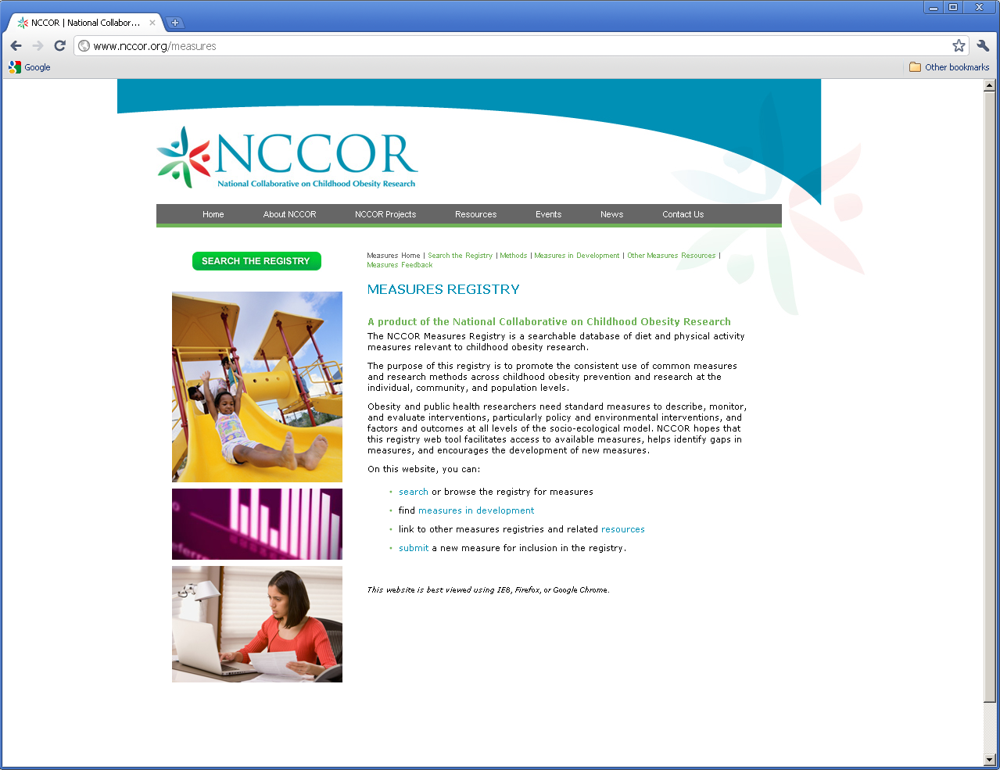 NCCOR | National Collabor...
www.nccor.org/measures
Google
Other bookmarks
NCCOR
National Collaborative on Childhood Obesity Research
Home About NCCOR NCCOR Projects Resources Events News Contact Us
SEARCH THE REGISTRY
Measures Home | Search the Registry | Methods | Measures in Development | Other Measures Resources |
Measures Feedback
MEASURES REGISTRY
A product of the National Collaborative on Childhood Obesity Research
The NCCOR Measures Registry is a searchable database of diet and physical activity
measures relevant to childhood obesity research.
The purpose of this registry is to promote the consistent use of common measures
and research methods across childhood obesity prevention and research at the
individual, community, and population levels.
Obesity and public health researchers need standard measures to describe, monitor,
and evaluate interventions, particularly policy and environmental interventions, and
factors and outcomes at all levels of the socio-ecological model. NCCOR hopes that
this registry web tool facilitates access to available measures, helps identify gaps in
measures, and encourages the development of new measures.
On this website, you can:
• search or browse the registry for measures
• find measures in development
• link to other measures registries and related resources
• submit a new measure for inclusion in the registry.
This website is best viewed using IE8, Firefox, or Google Chrome.